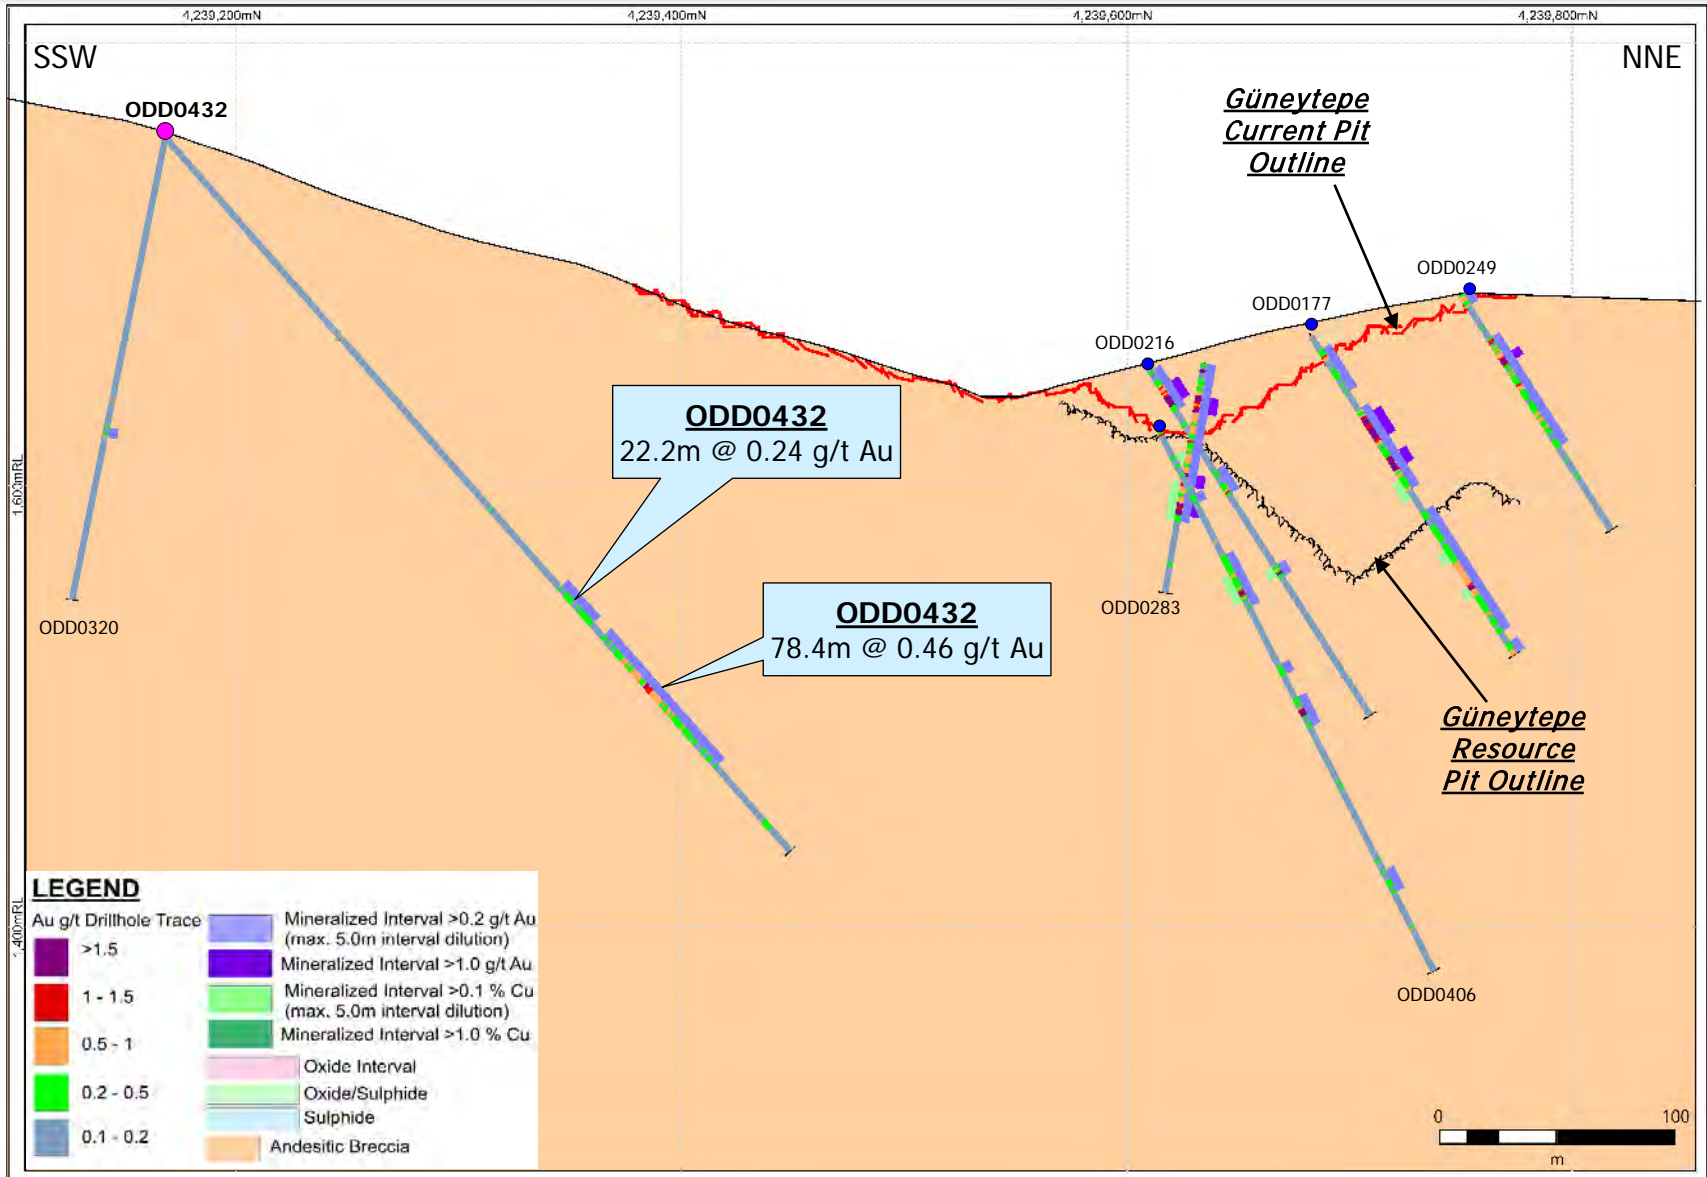 4,239,200mN
4,239,400mN
4,239,600mN
4,239,800mN
SSW
NNE
ODD0432
Güneytepe
Current Pit
Outline
ODD0249
ODD0177
ODD0216
ODD0432
22.2m @ 0.24 g/t Au
1,600mRL
ODD0432
78.4m @ 0.46 g/t Au
ODD0283
ODD0320
Güneytepe
Resource
Pit Outline
1,400mRL
ODD0406
LEGEND
Au g/t Drillhole Trace
>1.5
1 - 1.5
0.5 - 1
0.2 - 0.5
0.1 - 0.2
Mineralized Interval >0.2 g/t Au
(max. 5.0m interval dilution)
Mineralized Interval >1.0 g/t Au
Mineralized Interval >0.1 % Cu
(max. 5.0m interval dilution)
Mineralized Interval >1.0 % Cu
Oxide Interval
Oxide/Sulphide
Sulphide
Andesitic Breccia
0
100
m